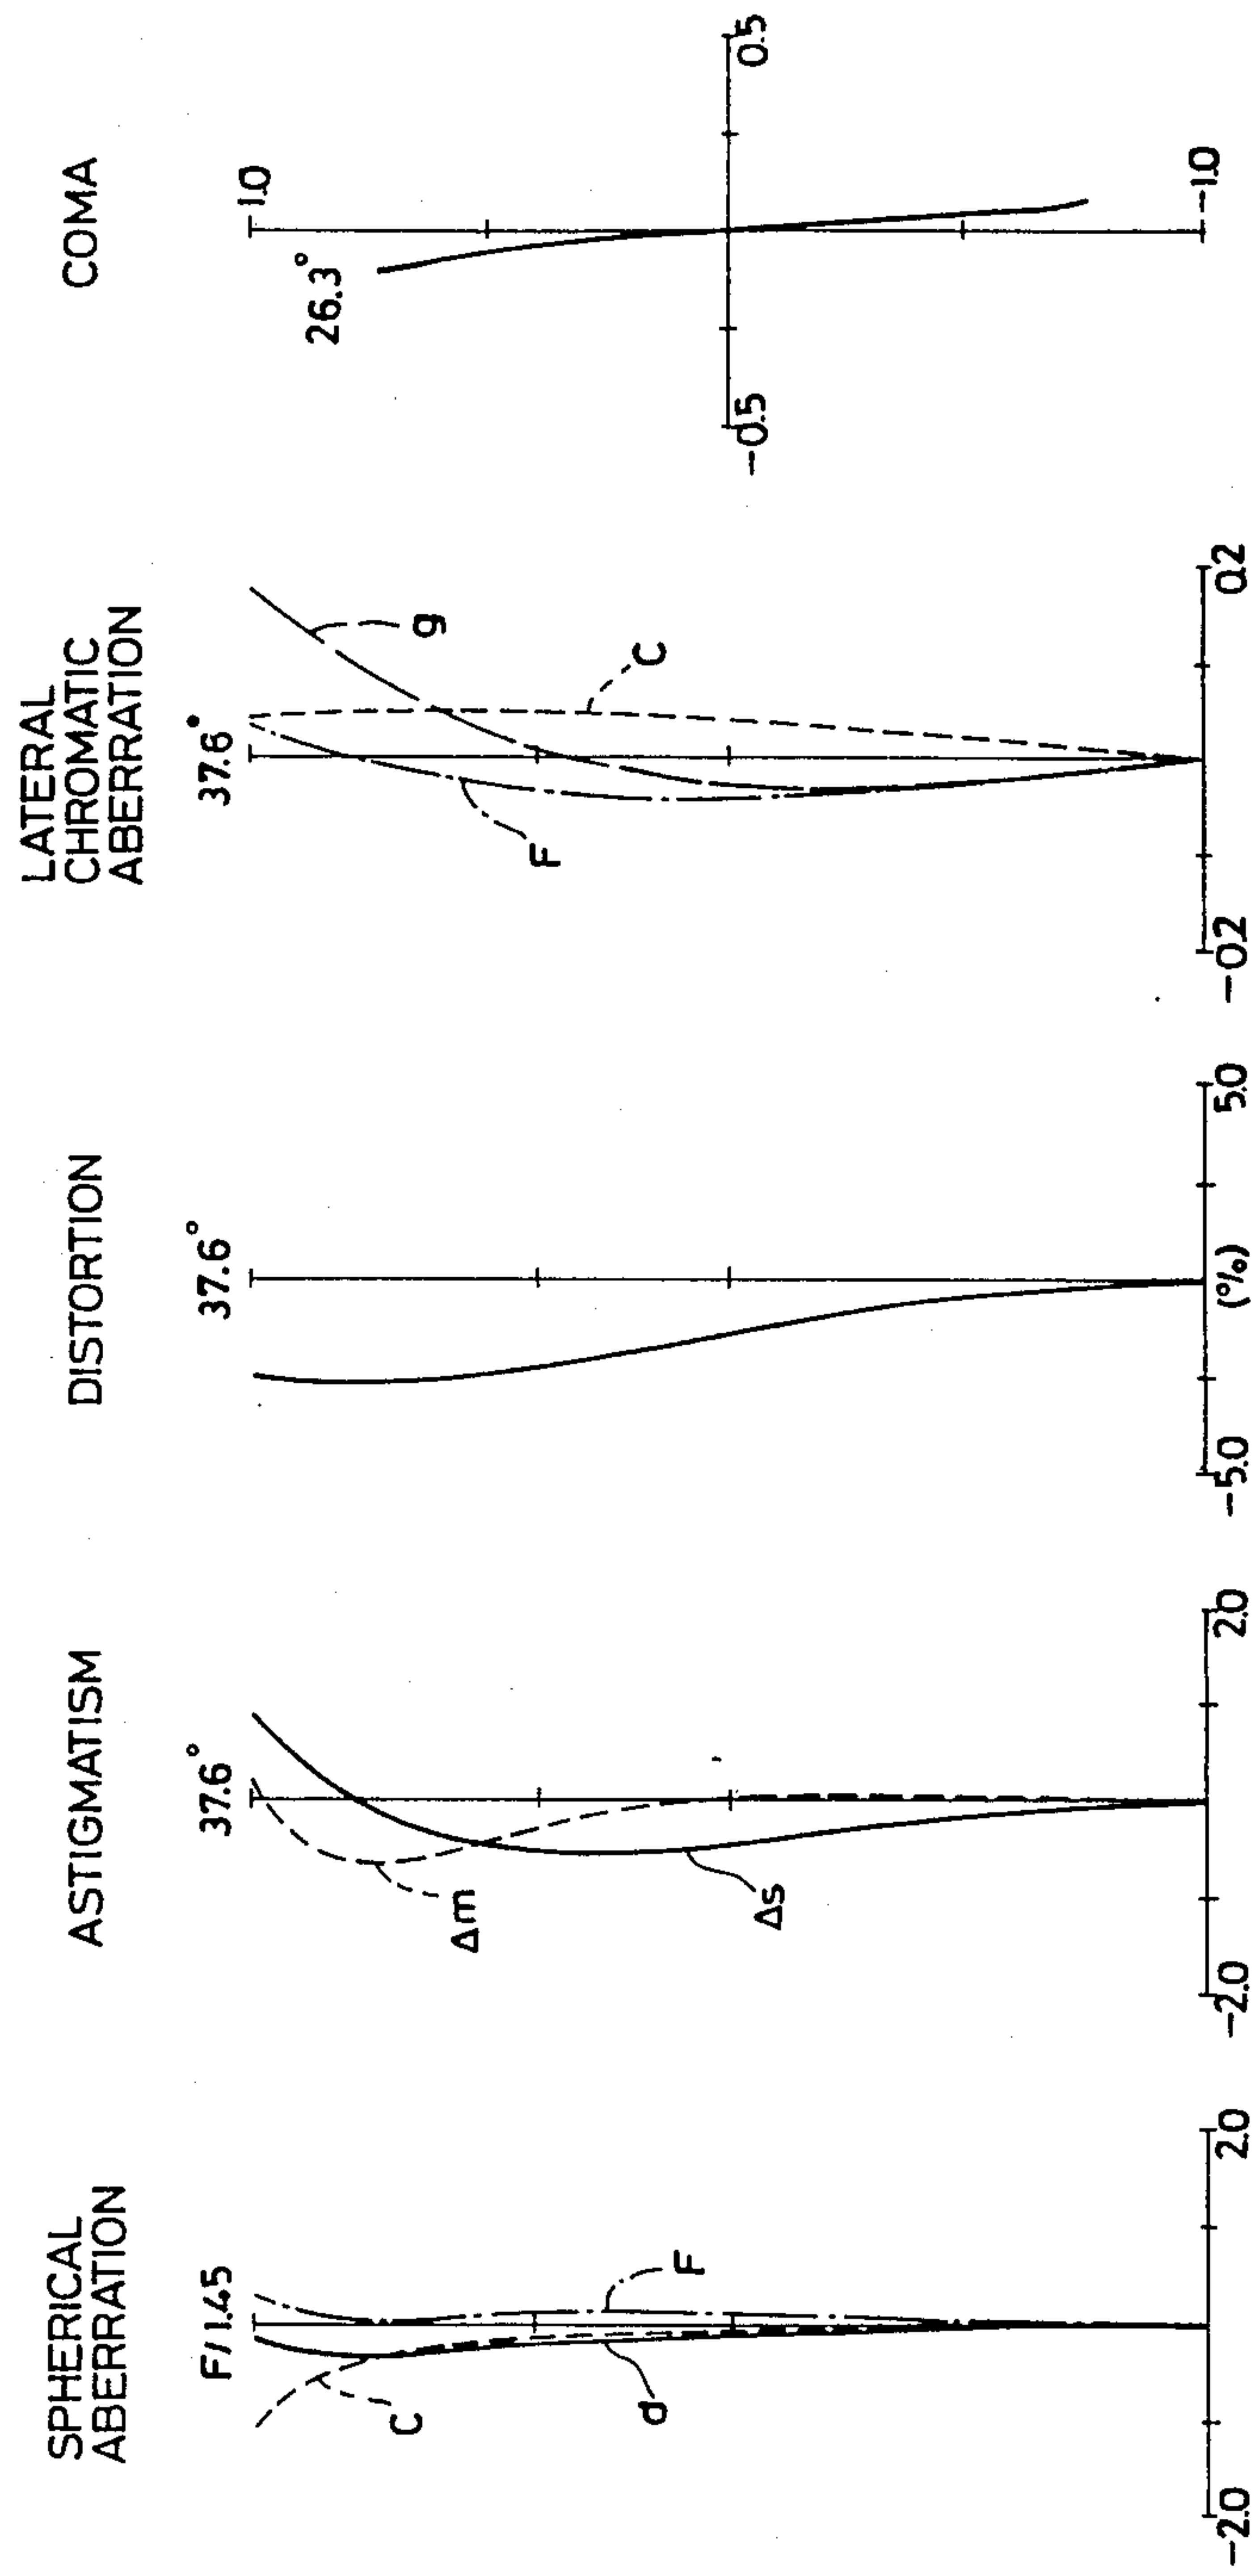 SPHERICAL
ABERRATION
F/1.45
C
d
F
-2.0
2.0
ASTIGMATISM
37.6°
Δm
Δs
-2.0
2.0
DISTORTION
37.6°
-5.0
(%)
5.0
LATERAL
CHROMATIC
ABERRATION
37.6°
F
g
C
-0.2
0.2
COMA
26.3°
1.0
-0.5
0.5
-1.0